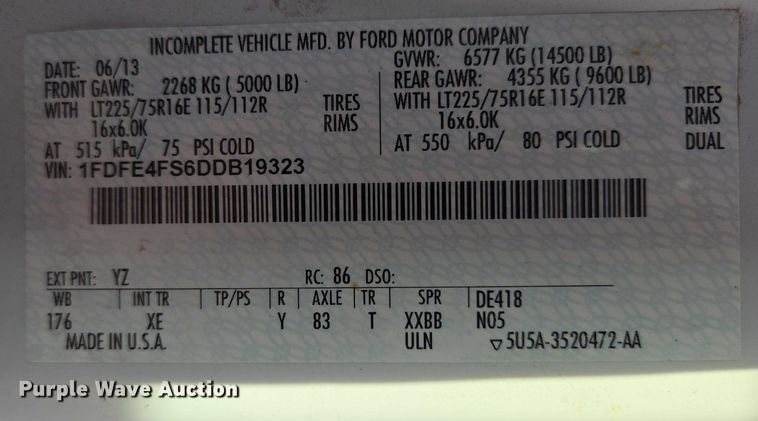 INCOMPLETE VEHICLE MFD. BY FORD MOTOR COMPANY
DATE: 06/13 GVWR: 6577 KG (14500 LB)
FRONT GAWR: 2268 KG ( 5000 LB) REAR GAWR: 4355 KG ( 9600 LB)
WITH LT225/75R16E 115/112R TIRES WITH LT225/75R16E 115/112R TIRES
16x6.0K RIMS 16x6.0K RIMS
AT 515 kPa/ 75 PSI COLD AT 550 kPa/ 80 PSI COLD DUAL
VIN: 1FDFE4FS6DDB19323
EXT PNT: YZ RC: 86 DSO:
WB INT TR TP/PS R AXLE TR SPR DE418
176 XE Y 83 T XXBB N05
MADE IN U.S.A. ULN ▽5U5A-3520472-AA
Purple Wave Auction